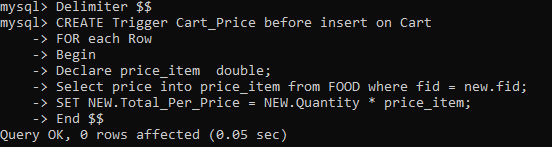 mysql> Delimiter $$
mysql> CREATE Trigger Cart_Price before insert on Cart
    -> FOR each Row
    -> Begin
    -> Declare price_item  double;
    -> Select price into price_item from FOOD where fid = new.fid;
    -> SET NEW.Total_Per_Price = NEW.Quantity * price_item;
    -> End $$
Query OK, 0 rows affected (0.05 sec)